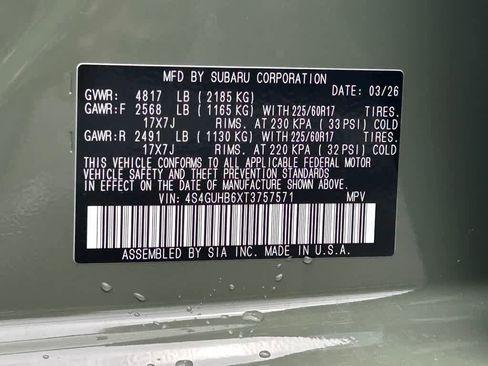 MFD BY SUBARU CORPORATION DATE: 03/26
GVWR: 4817 LB ( 2185 KG)
GAWR:F 2568 LB ( 1165 KG) WITH 225/60R17 TIRES.
17X7J RIMS. AT 230 KPA ( 33 PSI) COLD
GAWR:R 2491 LB ( 1130 KG) WITH 225/60R17 TIRES.
17X7J RIMS. AT 220 KPA ( 32 PSI) COLD
THIS VEHICLE CONFORMS TO ALL APPLICABLE FEDERAL MOTOR
VEHICLE SAFETY AND THEFT PREVENTION STANDARDS
IN EFFECT ON THE DATE OF MANUFACTURE SHOWN ABOVE.
VIN: 4S4GUHB6XT3757571 MPV
ASSEMBLED BY SIA INC. MADE IN U.S.A.